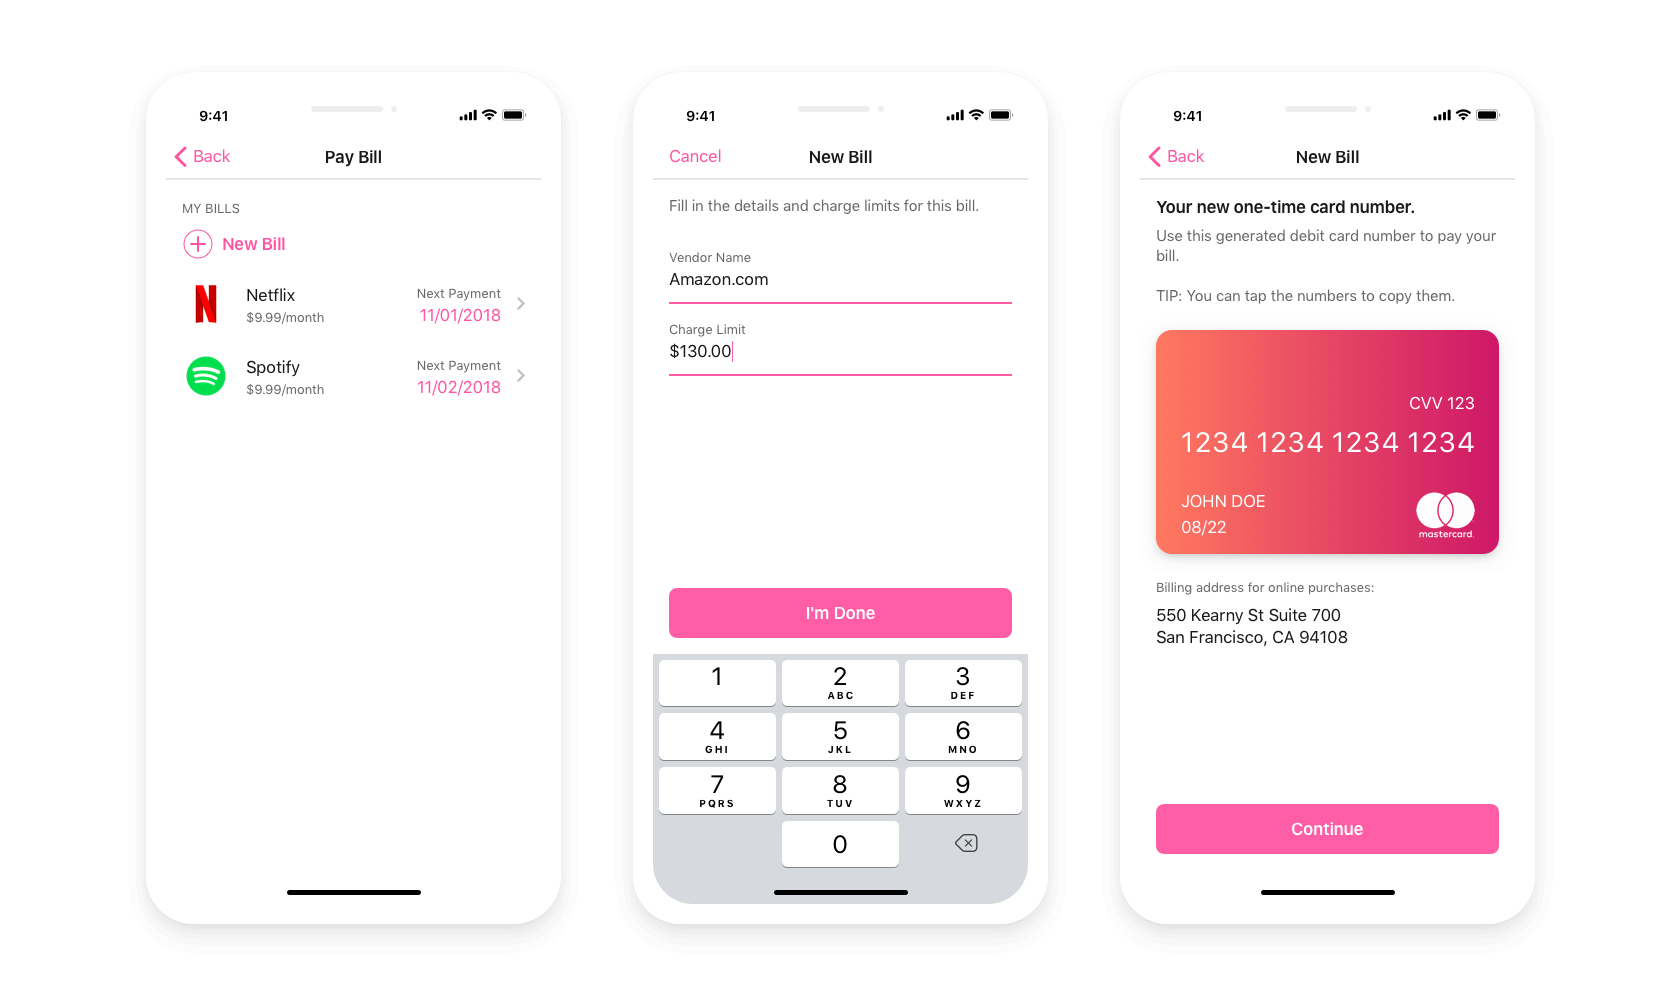 9:41
Back
Pay Bill
MY BILLS
New Bill
Netflix
$9.99/month
Next Payment
11/01/2018
Spotify
$9.99/month
Next Payment
11/02/2018
9:41
Cancel
New Bill
Fill in the details and charge limits for this bill.
Vendor Name
Amazon.com
Charge Limit
$130.00
I'm Done
1
2
ABC
3
DEF
4
GHI
5
JKL
6
MNO
7
PQRS
8
TUV
9
WXYZ
0
9:41
Back
New Bill
Your new one-time card number.
Use this generated debit card number to pay your
bill.
TIP: You can tap the numbers to copy them.
CVV 123
1234 1234 1234 1234
JOHN DOE
08/22
mastercard.
Billing address for online purchases:
550 Kearny St Suite 700
San Francisco, CA 94108
Continue